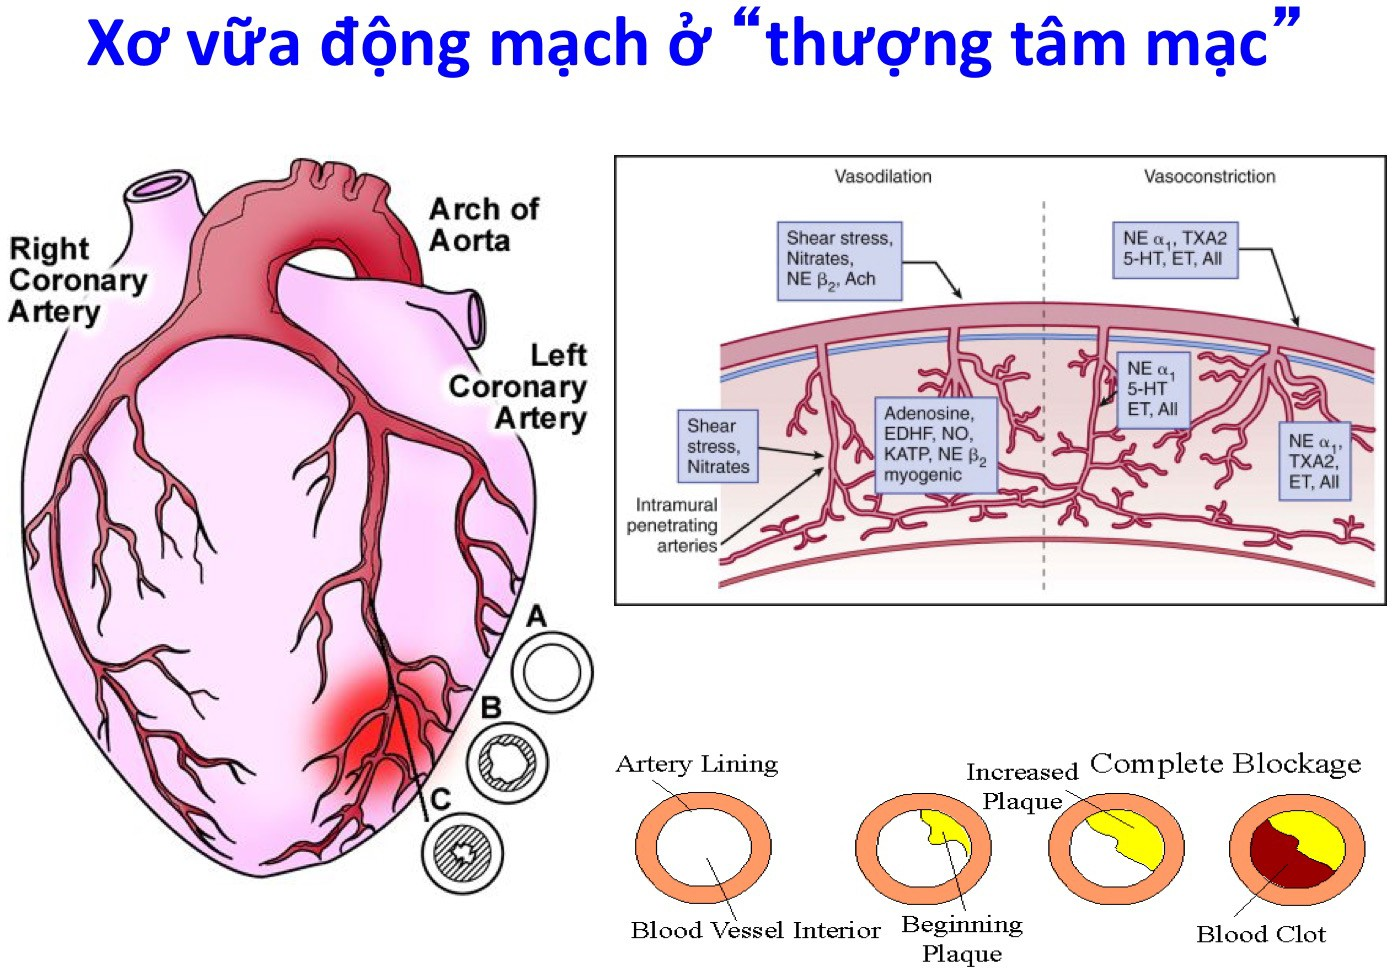 Xơ vữa động mạch ở “thượng tâm mạc”
Right
Coronary
Artery
Arch of
Aorta
Left
Coronary
Artery
A
B
C
Vasodilation
Vasoconstriction
Shear stress,
Nitrates,
NE β2, Ach
NE α1, TXA2
5-HT, ET, AII
Shear
stress,
Nitrates
Adenosine,
EDHF, NO,
KATP, NE β2
myogenic
NE α1
5-HT
ET, AII
NE α1,
TXA2,
ET, AII
Intramural
penetrating
arteries
Artery Lining
Blood Vessel Interior
Beginning
Plaque
Increased
Plaque
Complete Blockage
Blood Clot